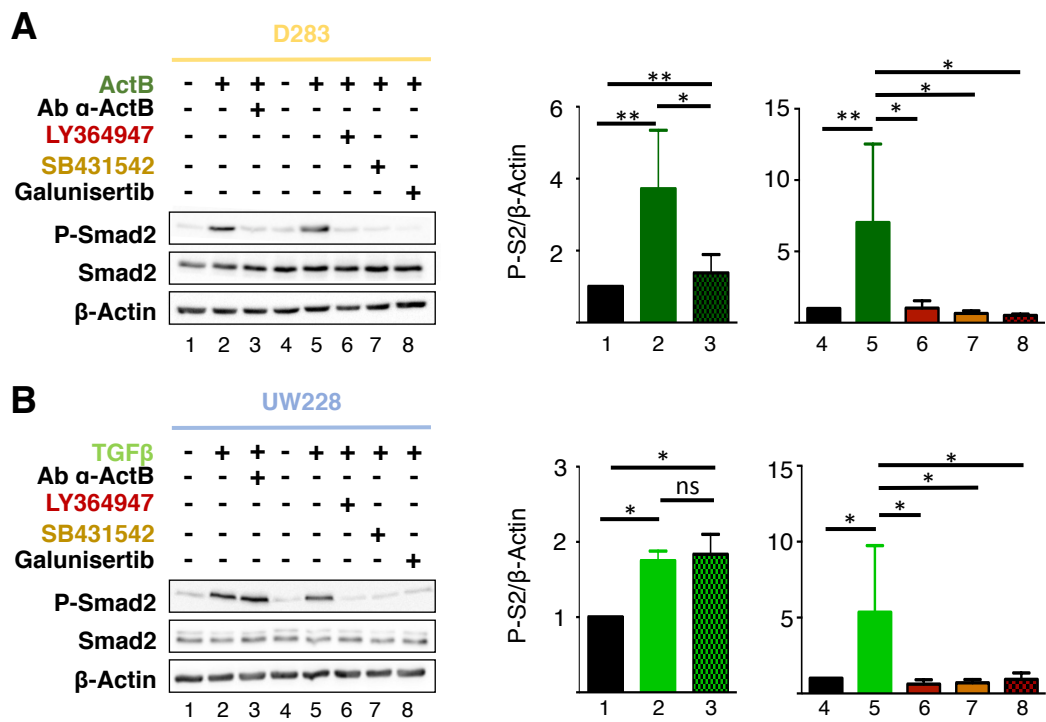 A
D283
ActB - + + - + + + +
Ab α-ActB - - + - - - - -
LY364947 - - - - - + - -
SB431542 - - - - - - + -
Galunisertib - - - - - - - +
P-Smad2
Smad2
β-Actin
1 2 3 4 5 6 7 8
P-S2/β-Actin
6
4
2
**
**
*
1 2 3
15
10
5
*
*
*
**
4 5 6 7 8
B
UW228
TGFβ - + + - + + + +
Ab α-ActB - - + - - - - -
LY364947 - - - - - + - -
SB431542 - - - - - - + -
Galunisertib - - - - - - - +
P-Smad2
Smad2
β-Actin
1 2 3 4 5 6 7 8
P-S2/β-Actin
3
2
1
*
ns
*
1 2 3
15
10
5
*
*
*
*
4 5 6 7 8